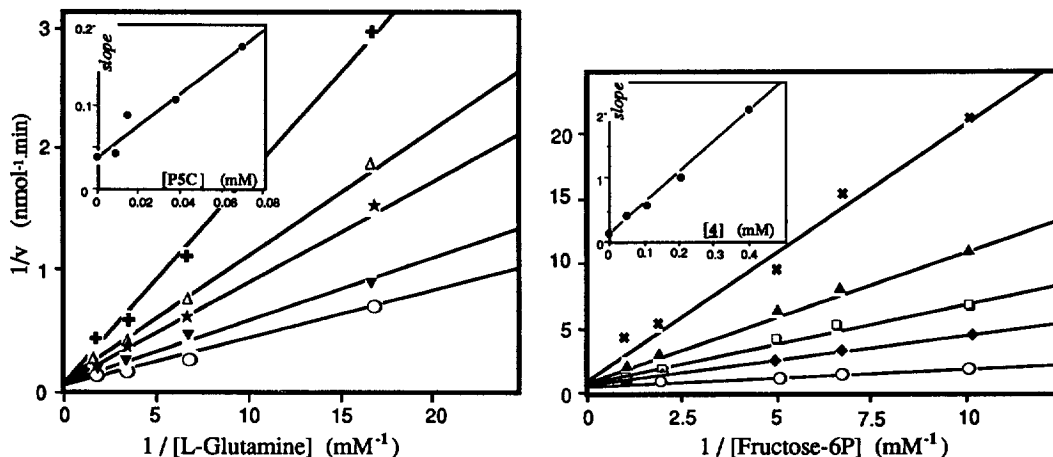 3
2
1
0
1/v (nmol⁻¹.min)
0.2
0.1
0
slope
[P5C] (mM)
0 0.02 0.04 0.06 0.08
0 5 10 15 20
1 / [L-Glutamine] (mM⁻¹)
20
15
10
5
0
2
1
0
slope
[4] (mM)
0 0.1 0.2 0.3 0.4
0 2.5 5 7.5 10
1 / [Fructose-6P] (mM⁻¹)